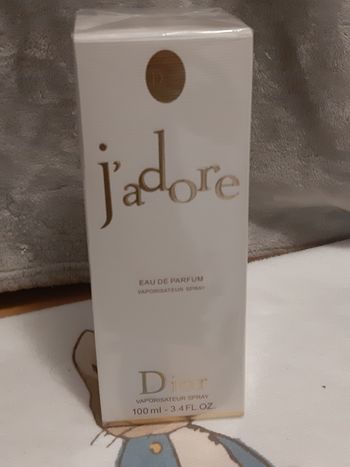 j'adore
EAU DE PARFUM
VAPORISATEUR SPRAY
Dior
VAPORISATEUR SPRAY
100 ml - 3.4 FL.OZ.